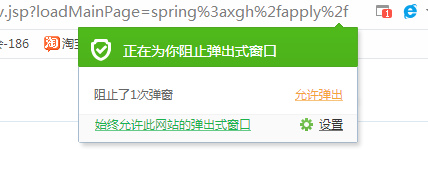 v.jsp?loadMainPage=spring%3axgh%2fapply%2f
-186 淘
正在为你阻止弹出式窗口
阻止了1次弹窗 允许弹出
始终允许此网站的弹出式窗口 设置